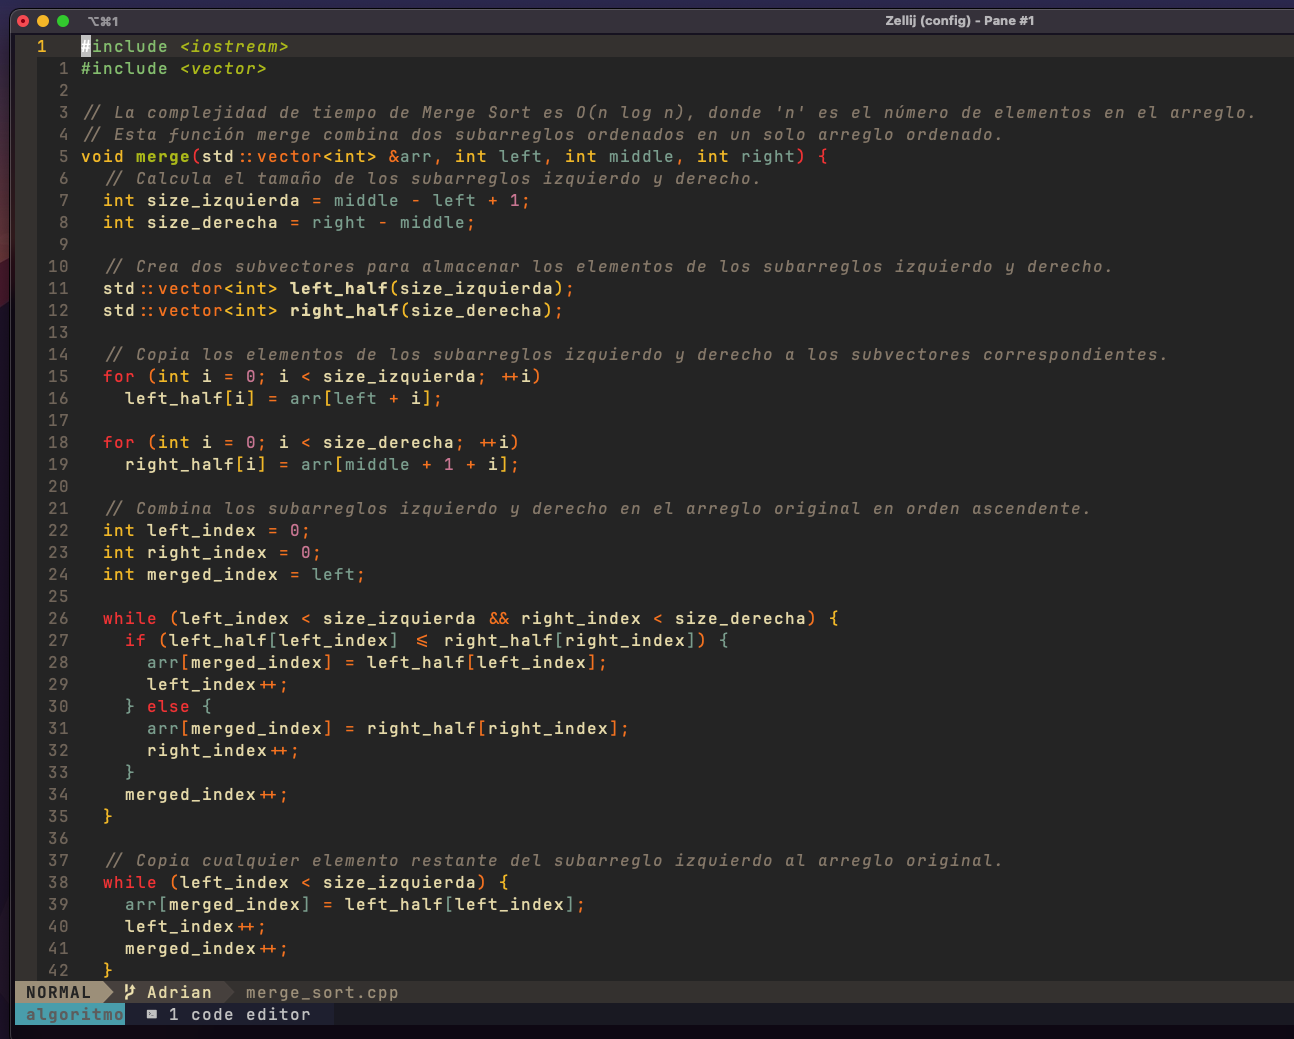 ⌥⌘1 Zellij (config) - Pane #1
1 #include <iostream>
1 #include <vector>
2
3 // La complejidad de tiempo de Merge Sort es O(n log n), donde 'n' es el número de elementos en el arreglo.
4 // Esta función merge combina dos subarreglos ordenados en un solo arreglo ordenado.
5 void merge(std::vector<int> &arr, int left, int middle, int right) {
6 // Calcula el tamaño de los subarreglos izquierdo y derecho.
7 int size_izquierda = middle - left + 1;
8 int size_derecha = right - middle;
9
10 // Crea dos subvectores para almacenar los elementos de los subarreglos izquierdo y derecho.
11 std::vector<int> left_half(size_izquierda);
12 std::vector<int> right_half(size_derecha);
13
14 // Copia los elementos de los subarreglos izquierdo y derecho a los subvectores correspondientes.
15 for (int i = 0; i < size_izquierda; ++i)
16 left_half[i] = arr[left + i];
17
18 for (int i = 0; i < size_derecha; ++i)
19 right_half[i] = arr[middle + 1 + i];
20
21 // Combina los subarreglos izquierdo y derecho en el arreglo original en orden ascendente.
22 int left_index = 0;
23 int right_index = 0;
24 int merged_index = left;
25
26 while (left_index < size_izquierda && right_index < size_derecha) {
27 if (left_half[left_index] <= right_half[right_index]) {
28 arr[merged_index] = left_half[left_index];
29 left_index++;
30 } else {
31 arr[merged_index] = right_half[right_index];
32 right_index++;
33 }
34 merged_index++;
35 }
36
37 // Copia cualquier elemento restante del subarreglo izquierdo al arreglo original.
38 while (left_index < size_izquierda) {
39 arr[merged_index] = left_half[left_index];
40 left_index++;
41 merged_index++;
42 }
NORMAL Adrian merge_sort.cpp
algoritmo 1 code editor